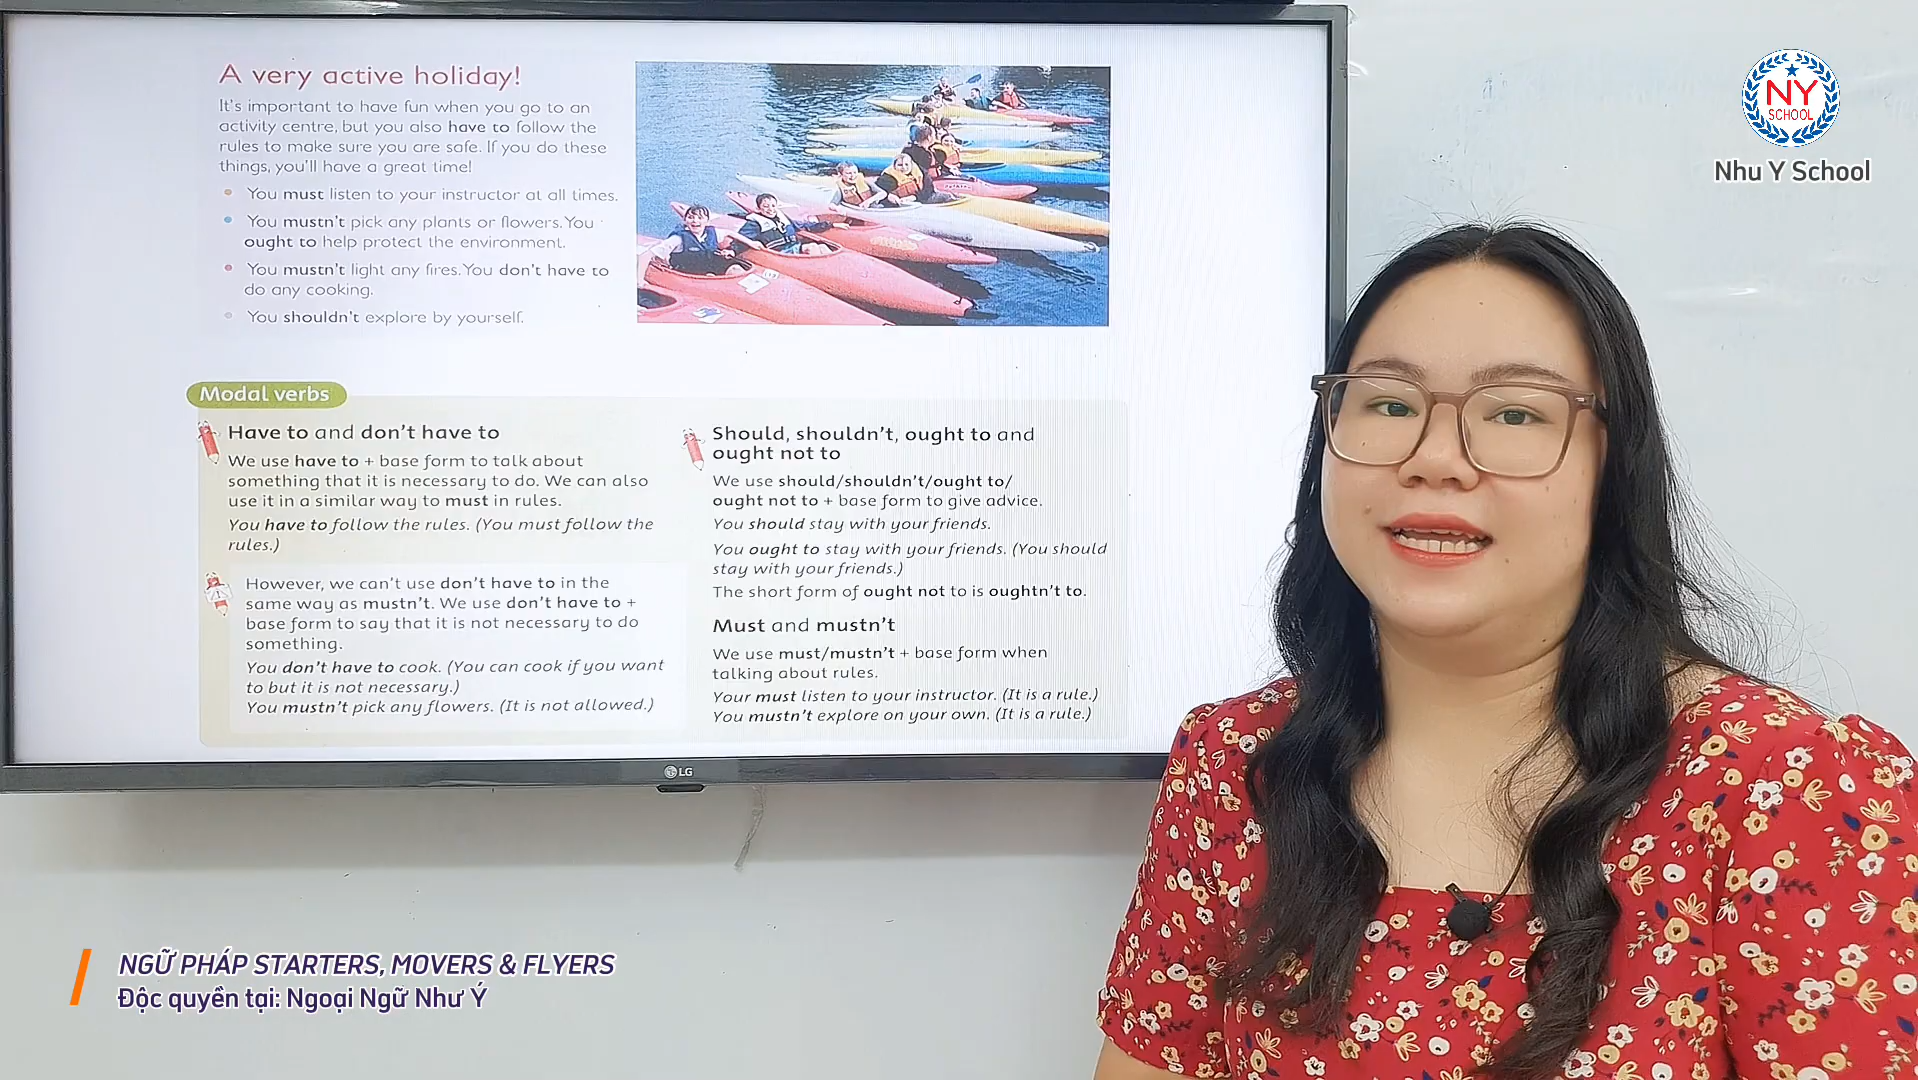 A very active holiday!
It's important to have fun when you go to an
activity centre, but you also have to follow the
rules to make sure you are safe. If you do these
things, you'll have a great time!
You must listen to your instructor at all times.
You mustn't pick any plants or flowers. You
ought to help protect the environment.
You mustn't light any fires. You don't have to
do any cooking.
You shouldn't explore by yourself.
Modal verbs
Have to and don't have to
We use have to + base form to talk about
something that it is necessary to do. We can also
use it in a similar way to must in rules.
You have to follow the rules. (You must follow the
rules.)
However, we can't use don't have to in the
same way as mustn't. We use don't have to +
base form to say that it is not necessary to do
something.
You don't have to cook. (You can cook if you want
to but it is not necessary.)
You mustn't pick any flowers. (It is not allowed.)
Should, shouldn't, ought to and
ought not to
We use should/shouldn't/ought to/
ought not to + base form to give advice.
You should stay with your friends.
You ought to stay with your friends. (You should
stay with your friends.)
The short form of ought not to is oughtn't to.
Must and mustn't
We use must/mustn't + base form when
talking about rules.
Your must listen to your instructor. (It is a rule.)
You mustn't explore on your own. (It is a rule.)
LG
NY
SCHOOL
Nhu Y School
NGỮ PHÁP STARTERS, MOVERS & FLYERS
Độc quyền tại: Ngoại Ngữ Như Ý